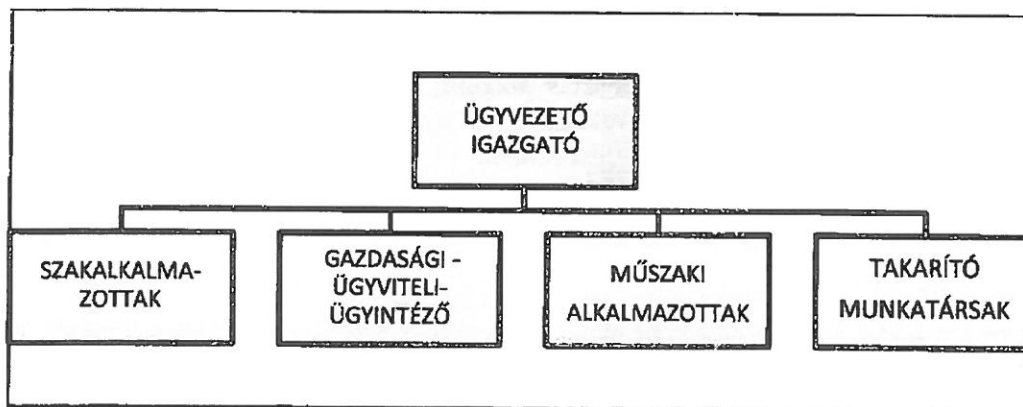 ÜGYVEZETŐ
IGAZGATÓ
SZAKALKALMA-
ZOTTAK
GAZDASÁGI -
ÜGYVITELI-
ÜGYINTÉZŐ
MŰSZAKI
ALKALMAZOTTAK
TAKARÍTÓ
MUNKATÁRSAK